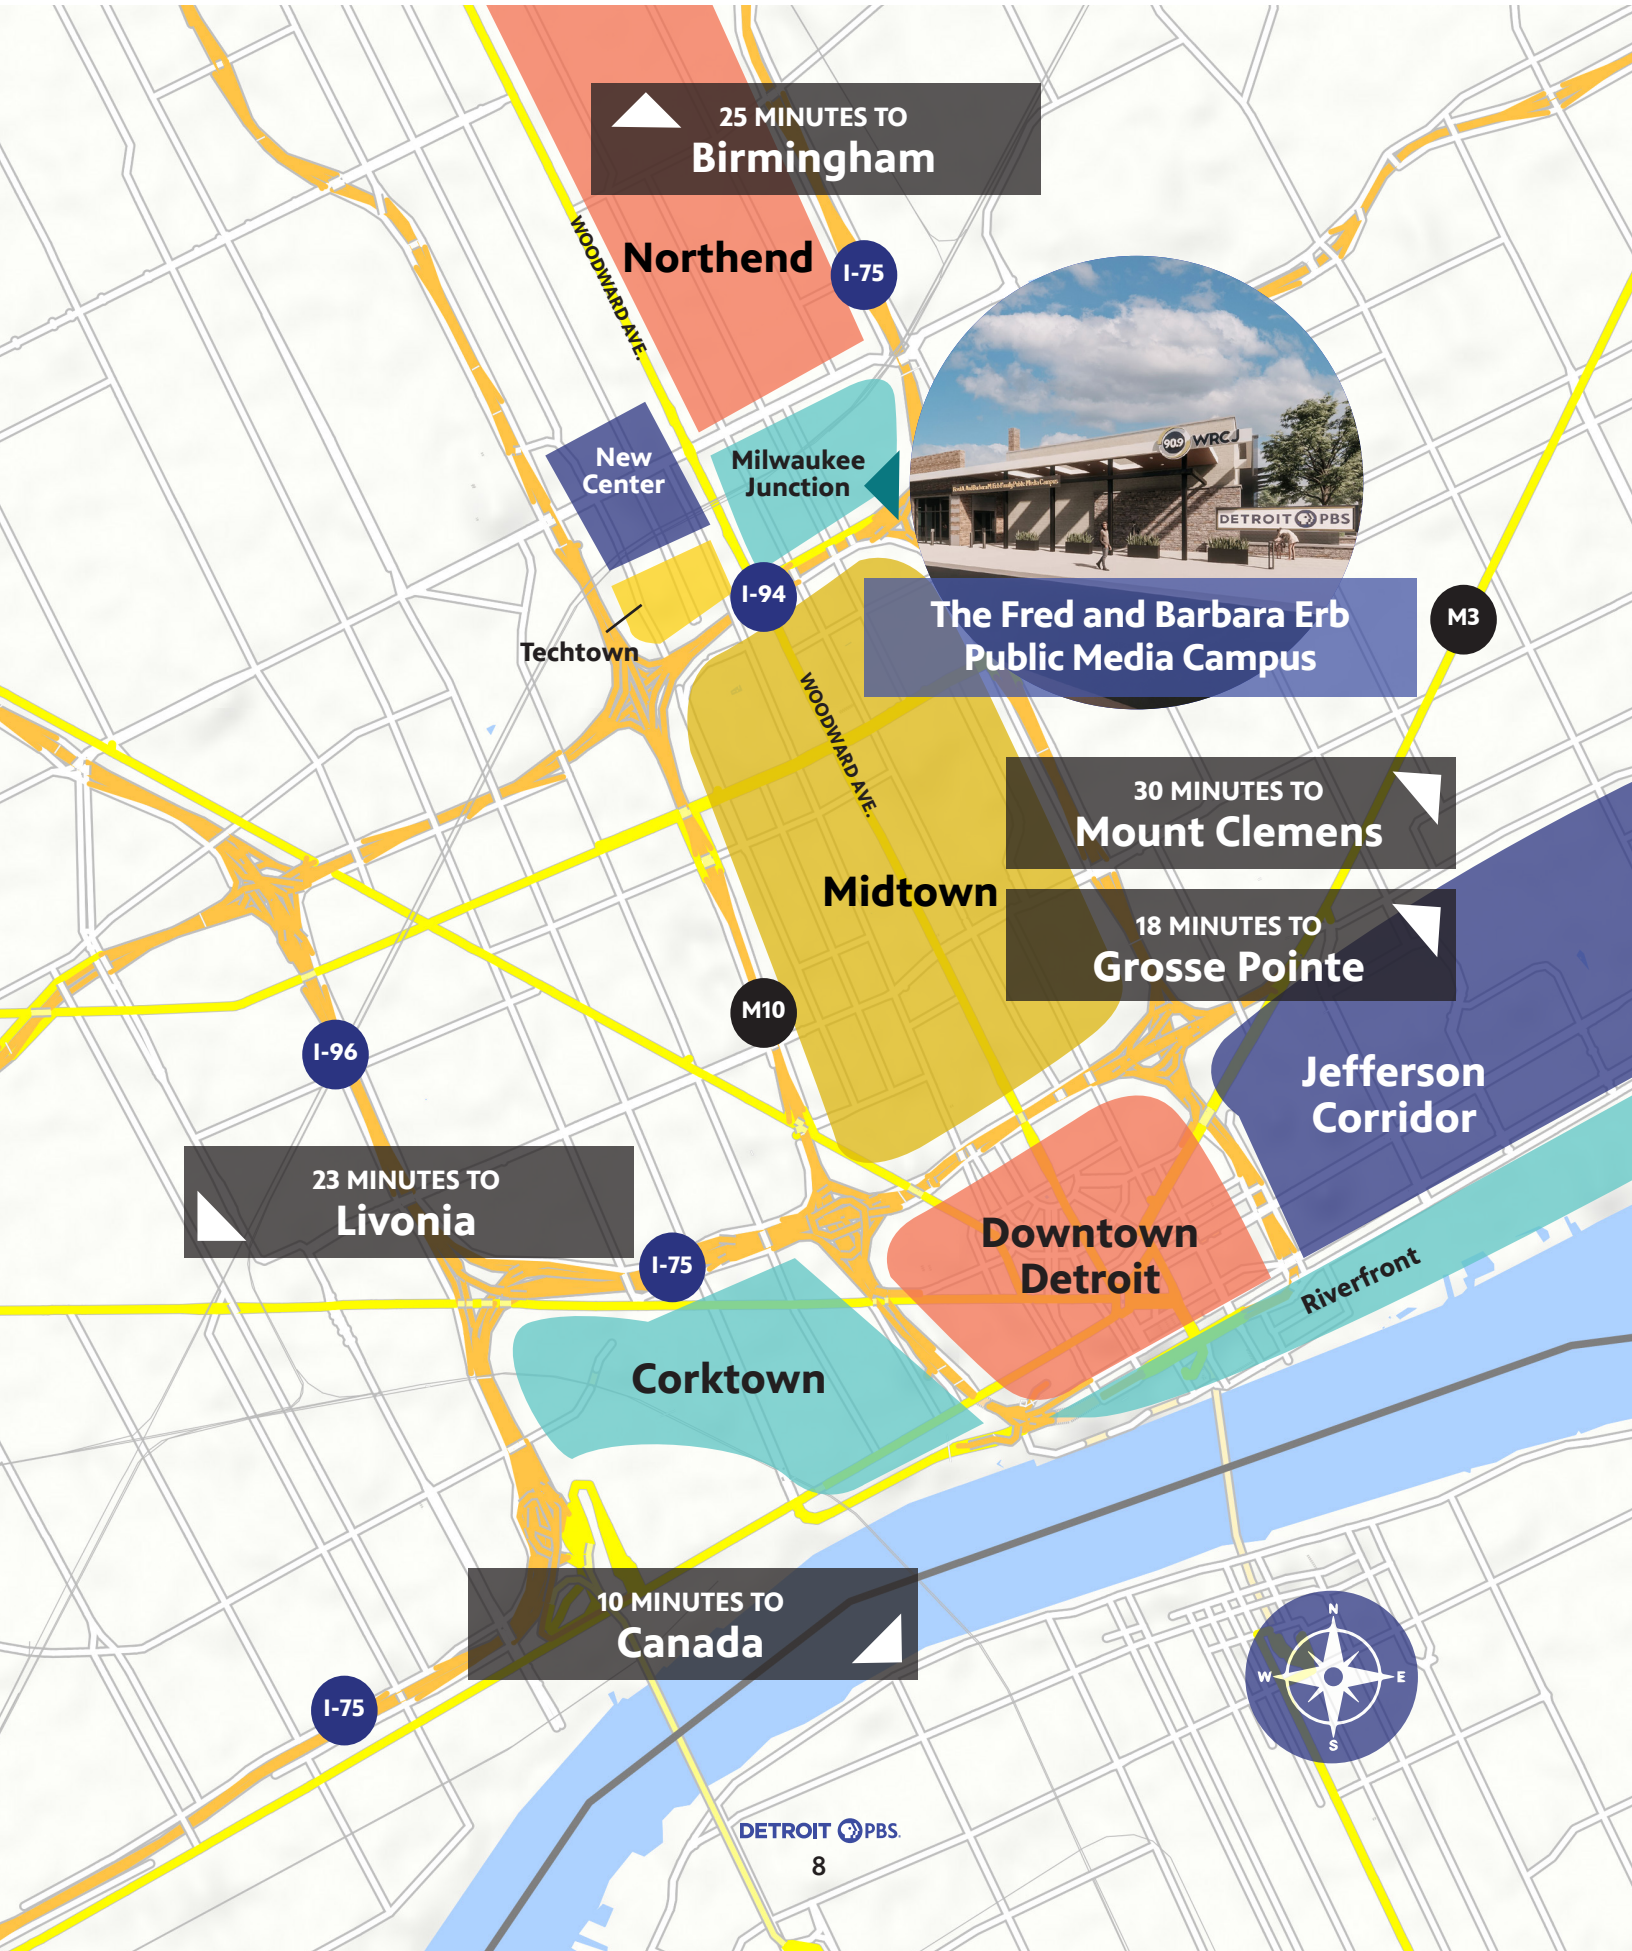 25 MINUTES TO
Birmingham
WOODWARD AVE.
Northend
I-75
New
Center
Milwaukee
Junction
90.9 WRCJ
DETROIT PBS
I-94
Techtown
The Fred and Barbara Erb
Public Media Campus
M3
WOODWARD AVE.
30 MINUTES TO
Mount Clemens
Midtown
18 MINUTES TO
Grosse Pointe
M10
I-96
Jefferson
Corridor
23 MINUTES TO
Livonia
Downtown
Detroit
I-75
Riverfront
Corktown
10 MINUTES TO
Canada
N
W E
S
I-75
DETROIT PBS.
8